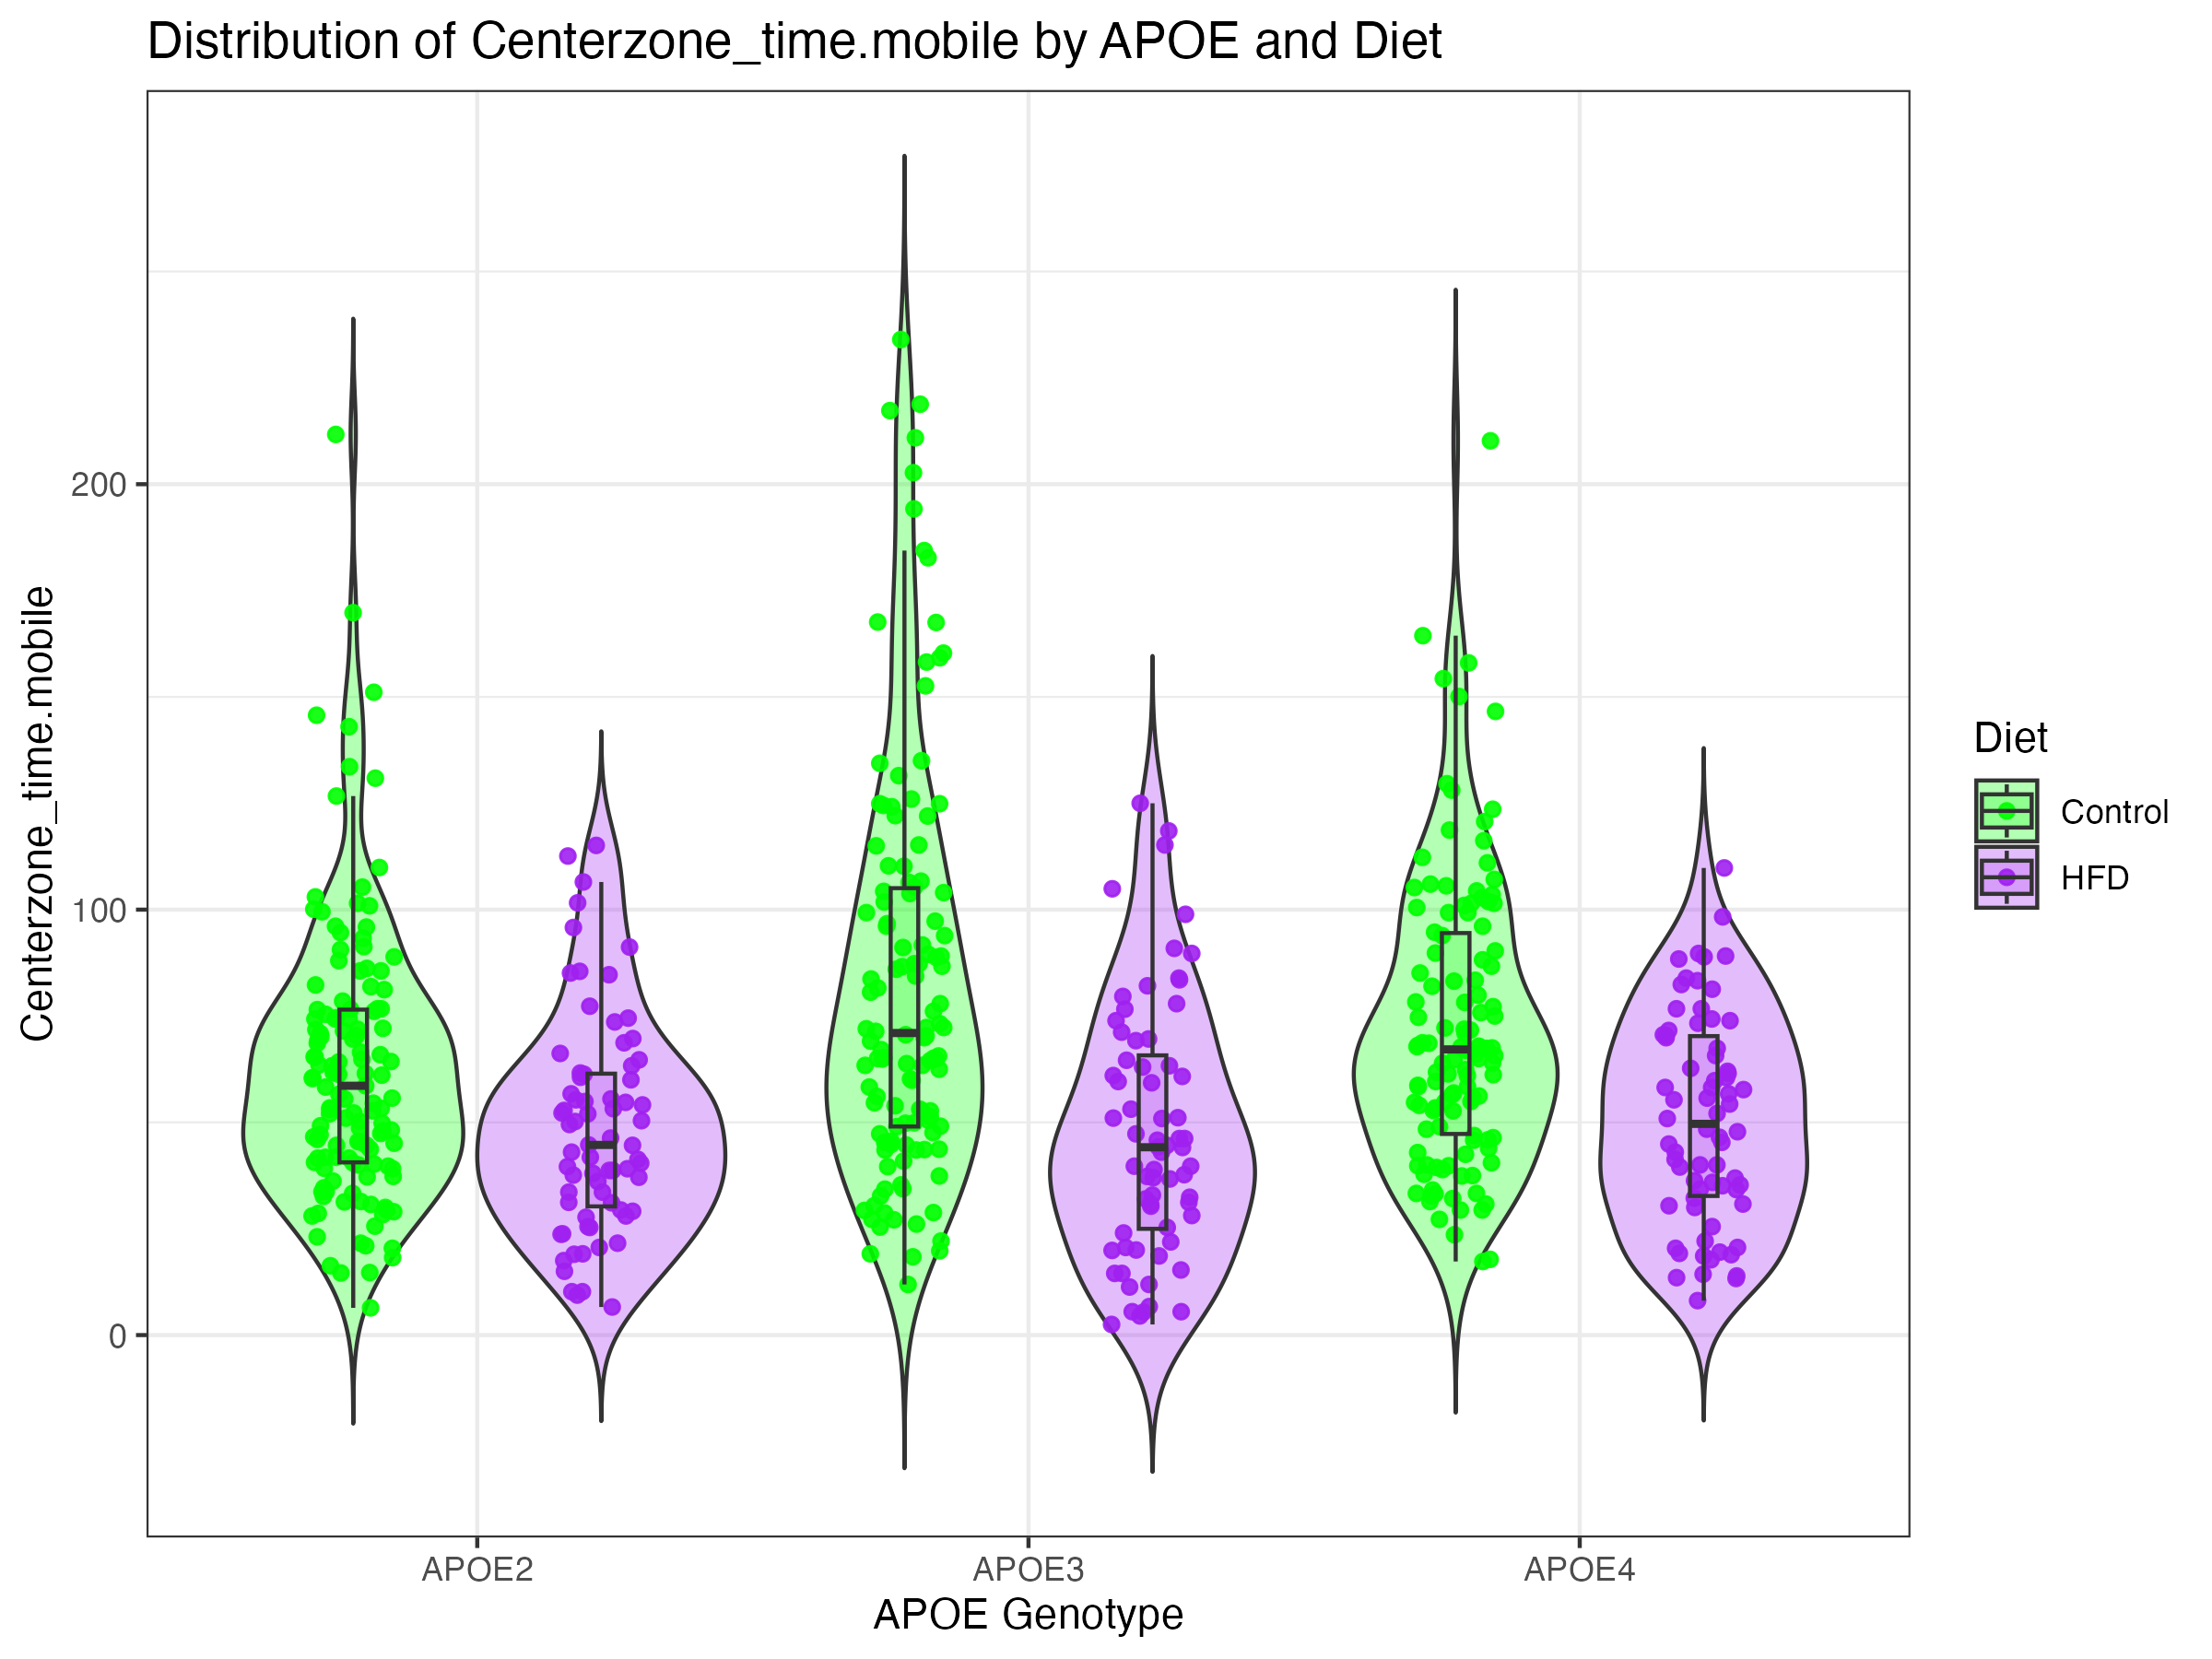 Distribution of Centerzone_time.mobile by APOE and Diet
Centerzone_time.mobile
200
100
0
APOE2
APOE3
APOE4
APOE Genotype
Diet
Control
HFD